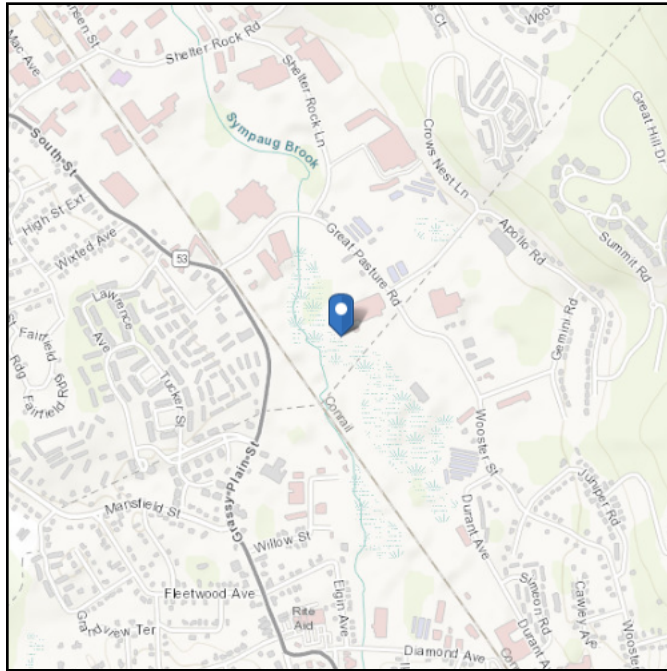 Mac Ave
Shelter Rock Rd
Shelter Rock Ln
Sympaug Brook
South St
High St Ext
Wixted Ave
53
Crows Nest Ln
Great Hill Dr
Apollo Rd
Summit Rd
Great Pasture Rd
Gemini Rd
Lawrence Ave
Tucker St
Fairfield
Fairfield Rdg
Conrail
Grassy Plain St
Wooster St
Juniper Rd
Mansfield St
Willow St
Durant Ave
Fleetwood Ave
Elgin Ave
Simeon Rd
Cawley Ave
Grandview Ter
Rite
Aid
Diamond Ave
Durant Av
Wooster